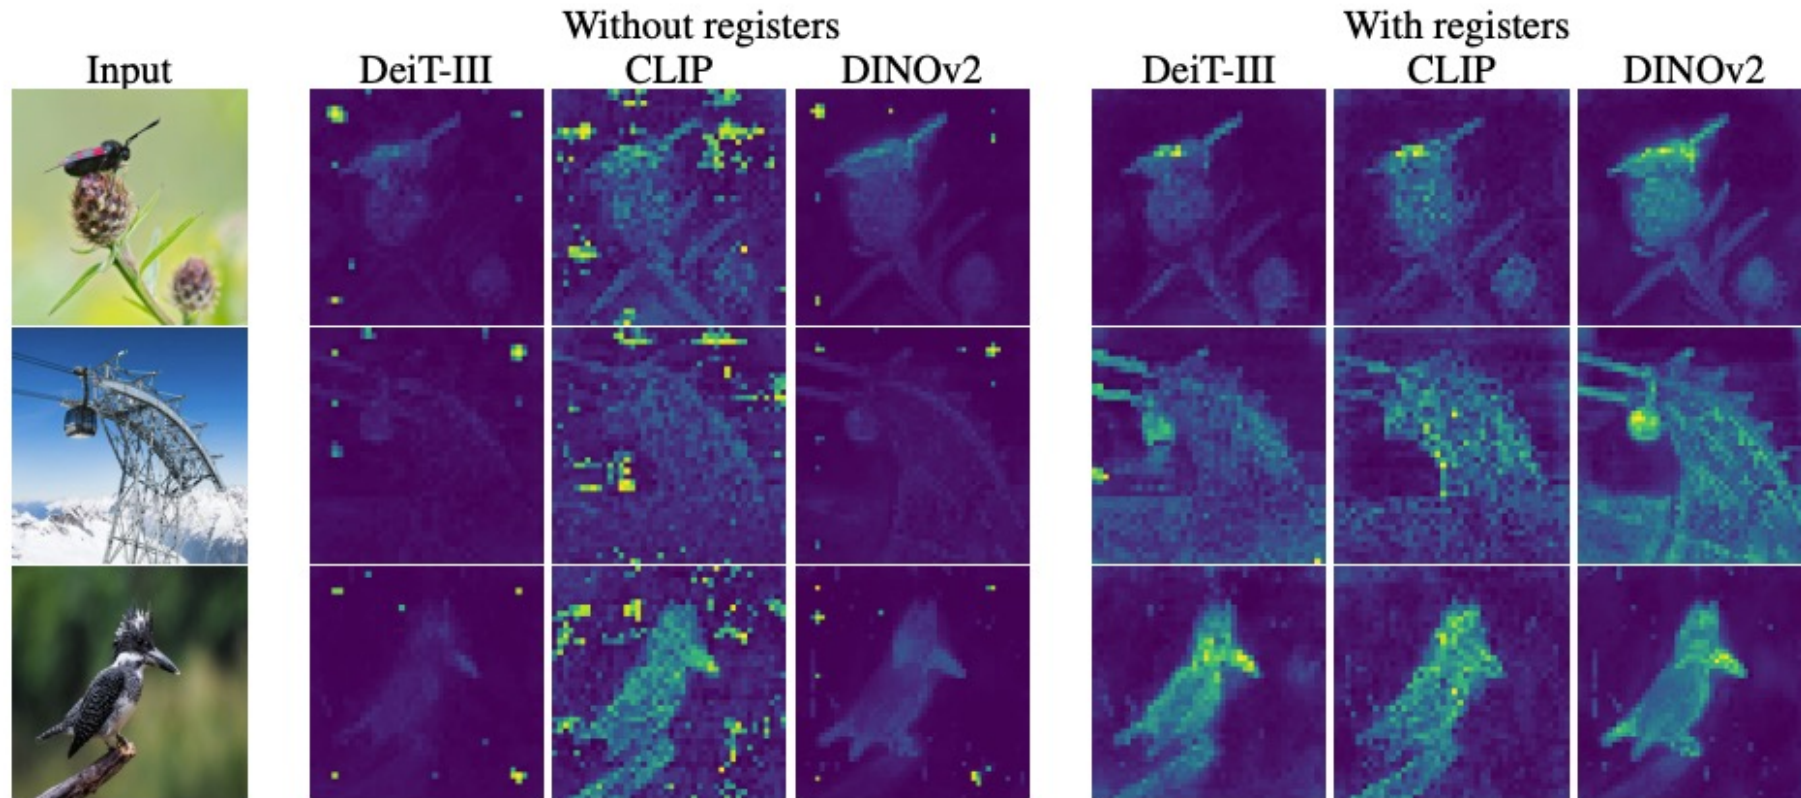 Without registers
With registers
Input
DeiT-III
CLIP
DINOv2
DeiT-III
CLIP
DINOv2